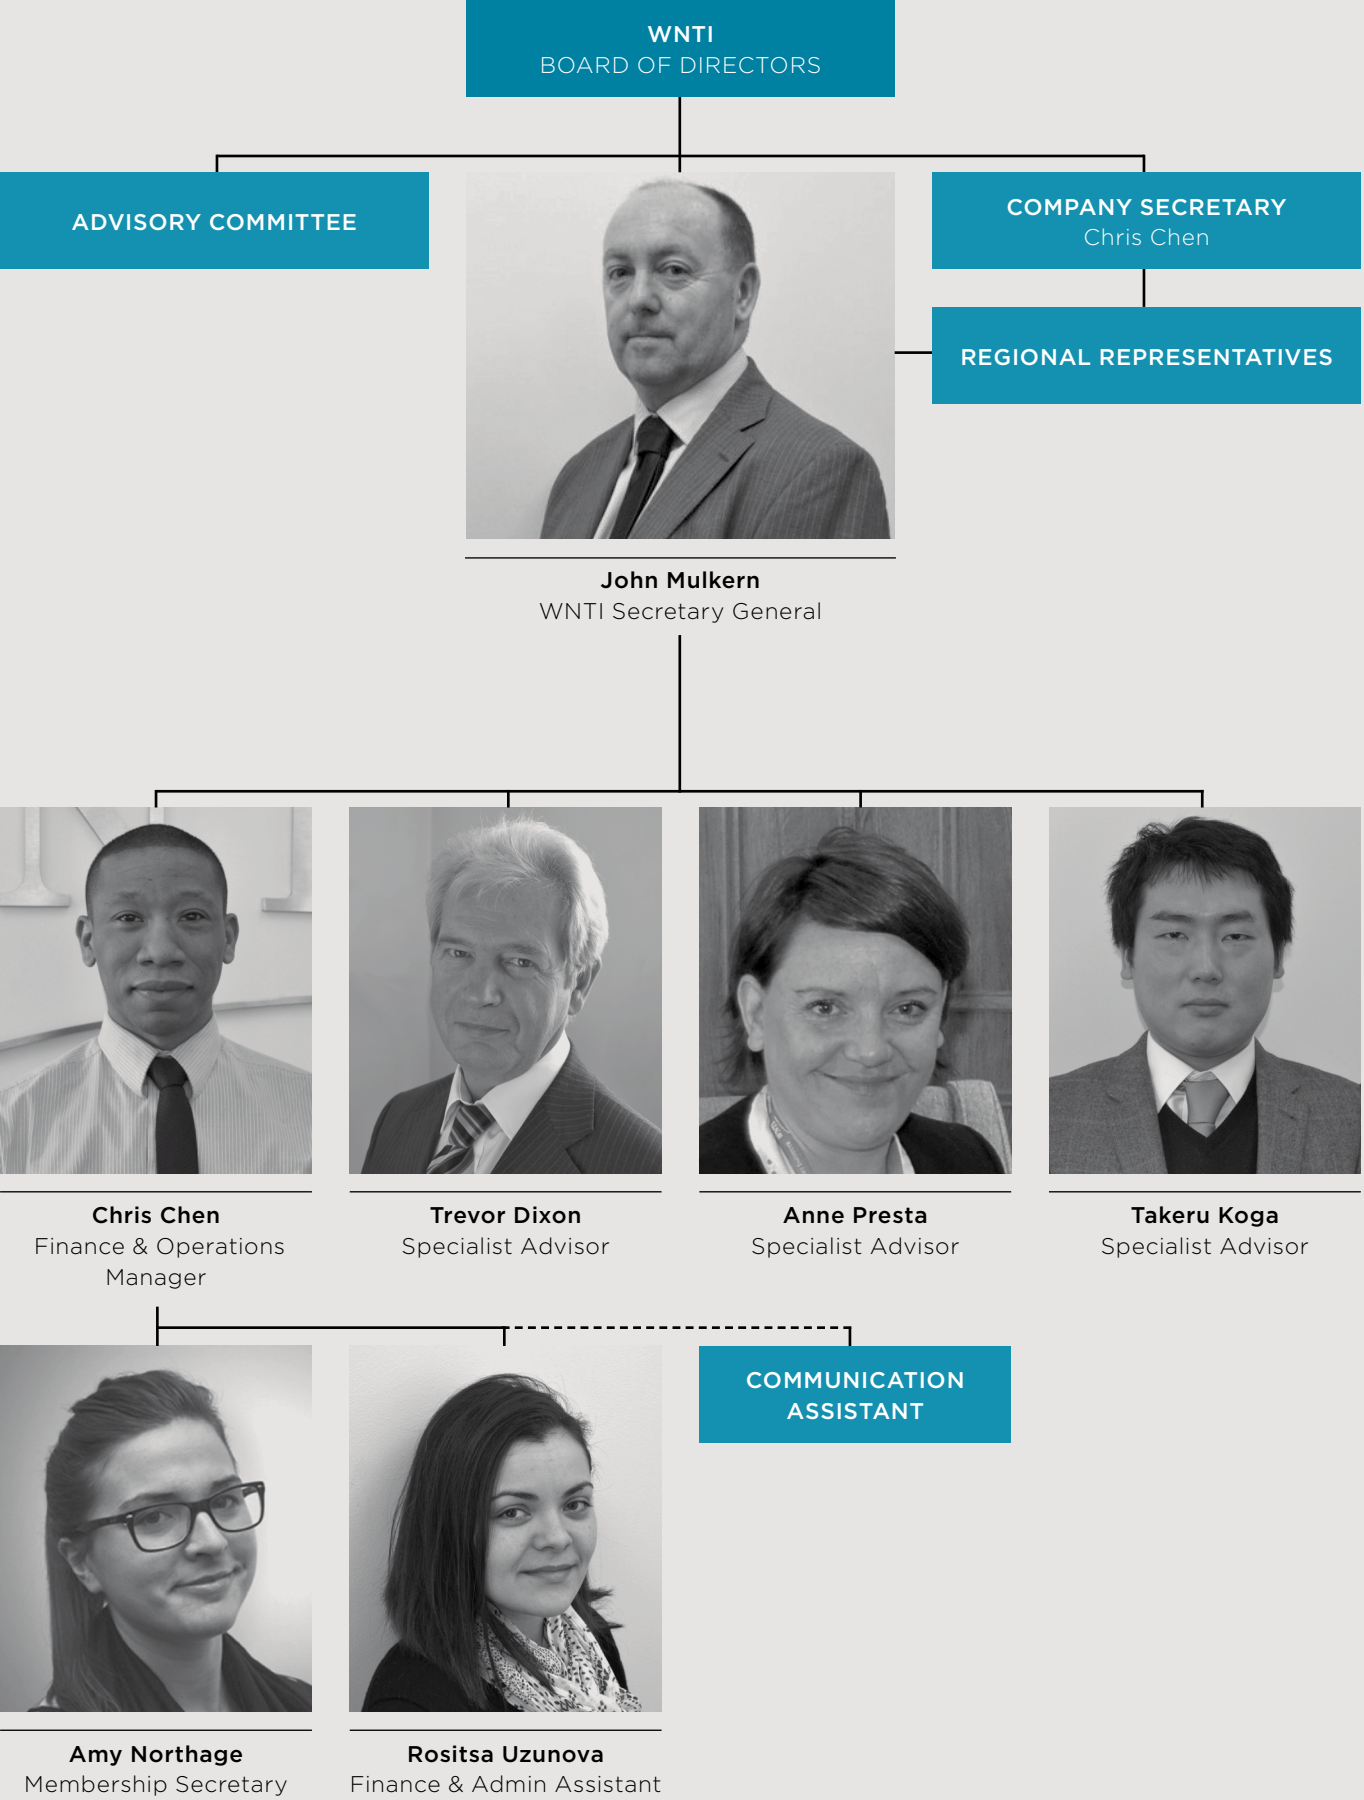 WNTI
BOARD OF DIRECTORS
ADVISORY COMMITTEE
COMPANY SECRETARY
Chris Chen
REGIONAL REPRESENTATIVES
John Mulkern
WNTI Secretary General
Chris Chen
Finance & Operations
Manager
Trevor Dixon
Specialist Advisor
Anne Presta
Specialist Advisor
Takeru Koga
Specialist Advisor
COMMUNICATION
ASSISTANT
Amy Northage
Membership Secretary
Rositsa Uzunova
Finance & Admin Assistant